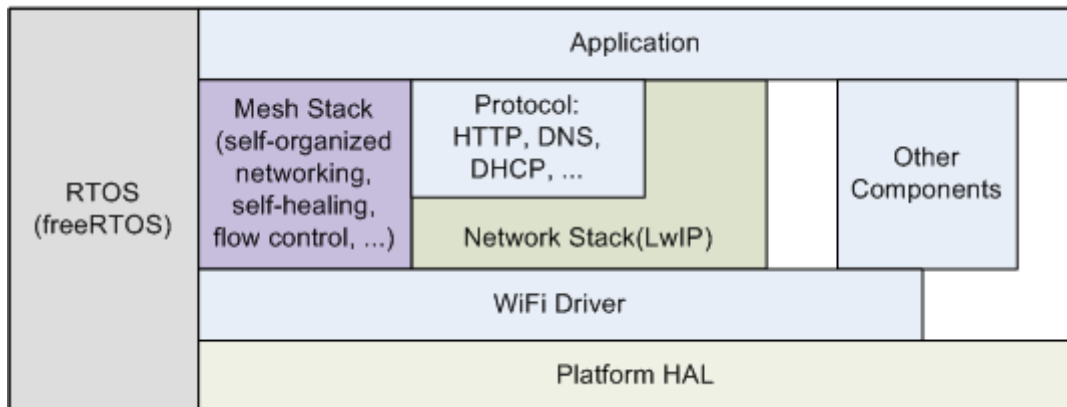 RTOS
(freeRTOS)
Application
Mesh Stack
(self-organized
networking,
self-healing,
flow control, ...)
Protocol:
HTTP, DNS,
DHCP, ...
Network Stack(LwIP)
Other
Components
WiFi Driver
Platform HAL